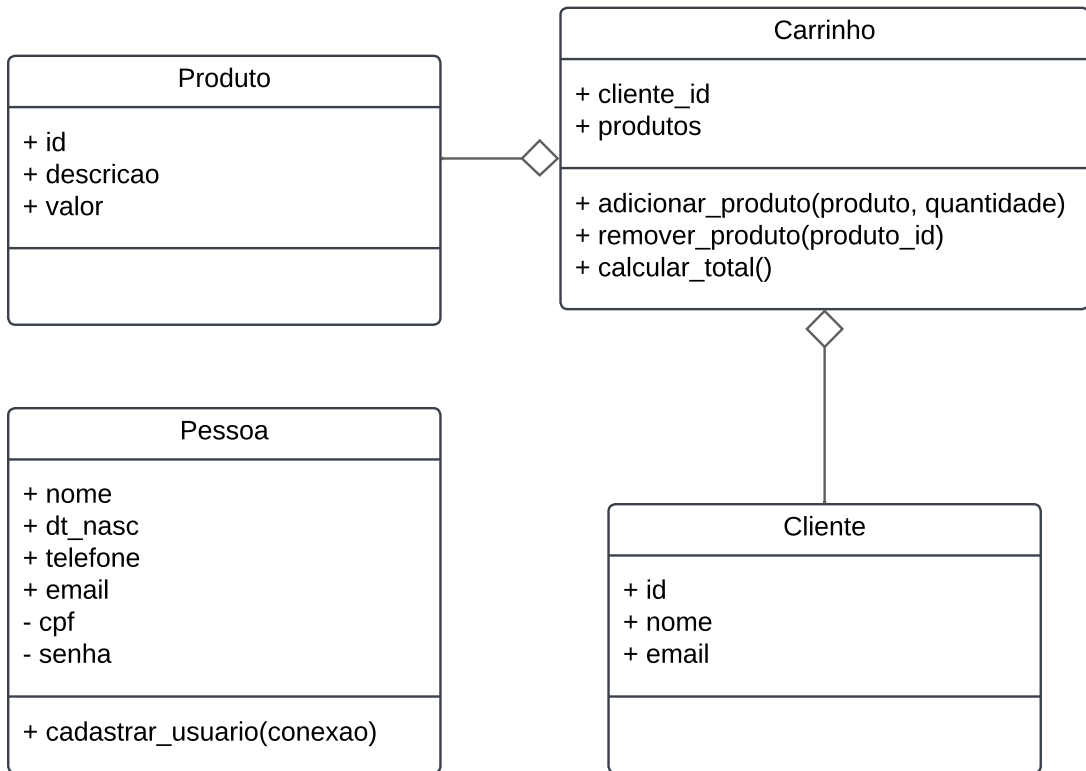 Produto
+ id
+ descricao
+ valor
Carrinho
+ cliente_id
+ produtos
+ adicionar_produto(produto, quantidade)
+ remover_produto(produto_id)
+ calcular_total()
Pessoa
+ nome
+ dt_nasc
+ telefone
+ email
- cpf
- senha
+ cadastrar_usuario(conexao)
Cliente
+ id
+ nome
+ email